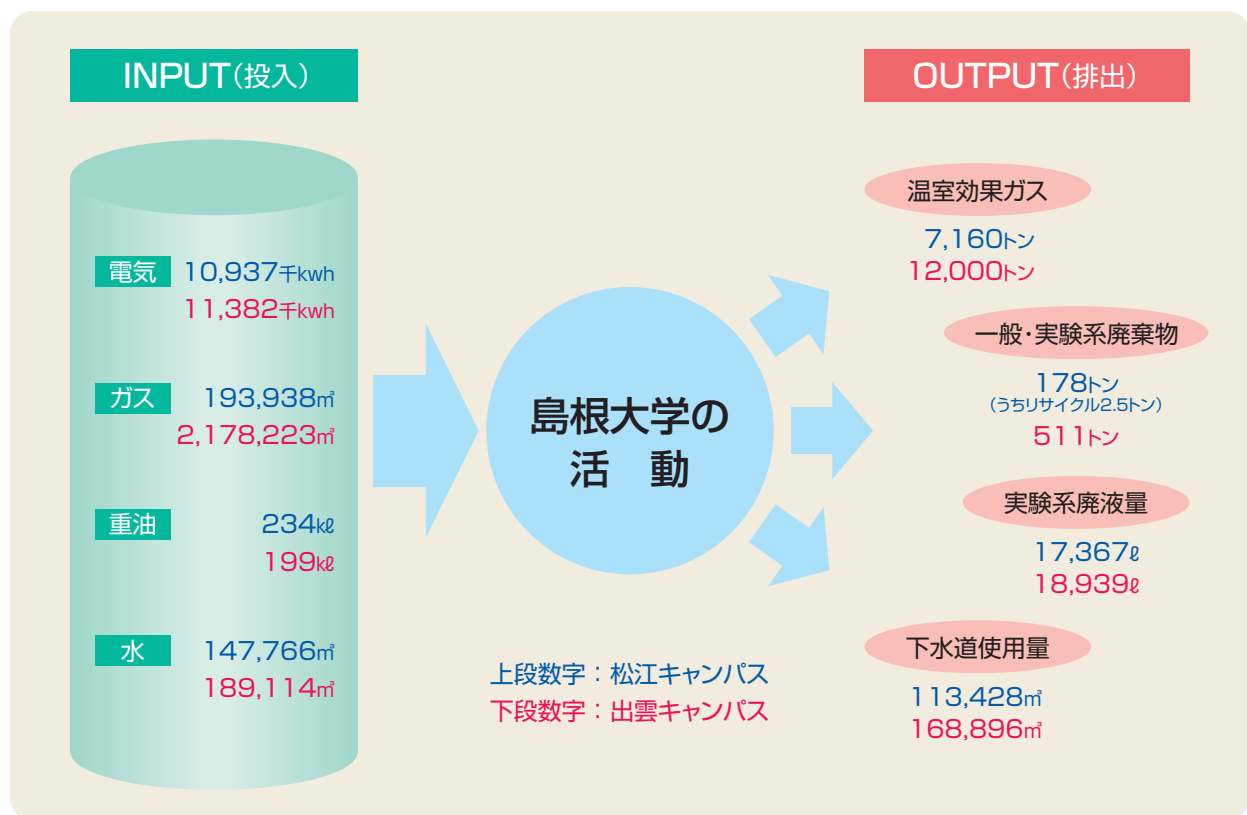 INPUT（投入）
電気 10,937千kwh
11,382千kwh
ガス 193,938㎥
2,178,223㎥
重油 234kℓ
199kℓ
水 147,766㎥
189,114㎥
島根大学の
活　動
上段数字：松江キャンパス
下段数字：出雲キャンパス
OUTPUT（排出）
温室効果ガス
7,160トン
12,000トン
一般・実験系廃棄物
178トン
（うちリサイクル2.5トン）
511トン
実験系廃液量
17,367ℓ
18,939ℓ
下水道使用量
113,428㎥
168,896㎥